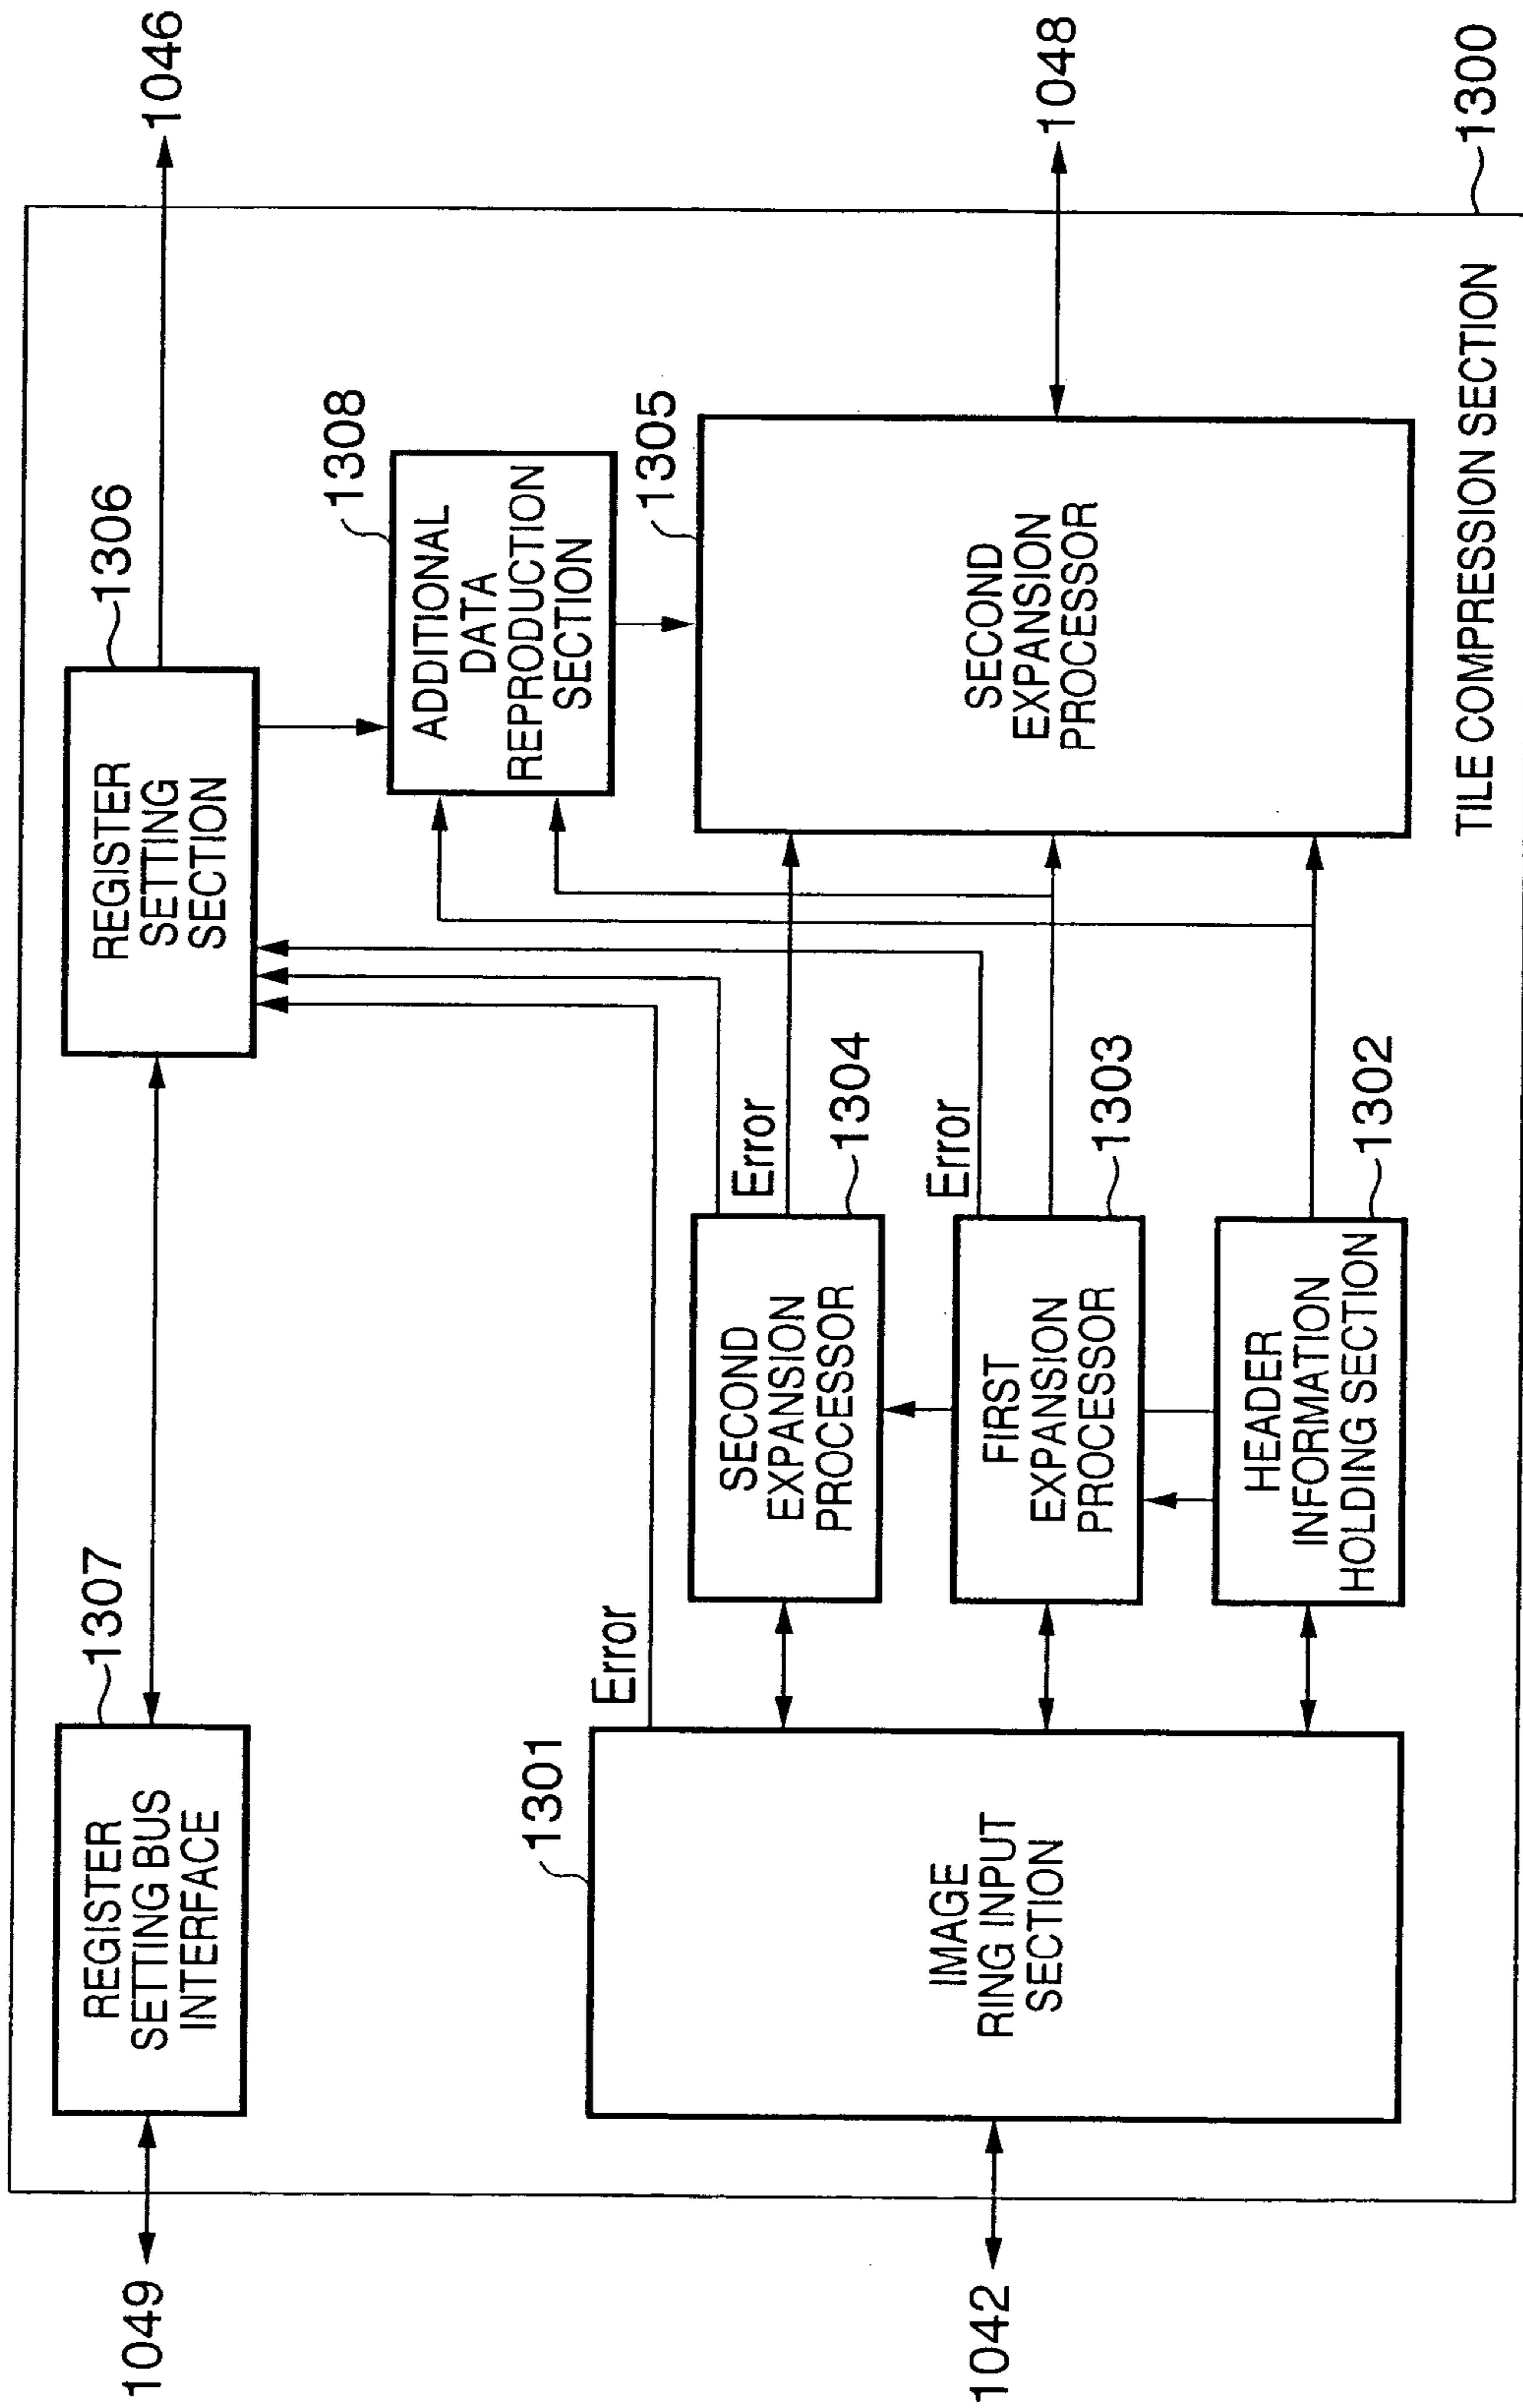 1049
REGISTER
SETTING BUS
INTERFACE
1307
REGISTER
SETTING
SECTION
1306
1046
ADDITIONAL
DATA
REPRODUCTION
SECTION
1308
1042
IMAGE
RING INPUT
SECTION
1301
Error
SECOND
EXPANSION
PROCESSOR
Error
1304
FIRST
EXPANSION
PROCESSOR
Error
1303
HEADER
INFORMATION
HOLDING SECTION
1302
SECOND
EXPANSION
PROCESSOR
1305
1048
TILE COMPRESSION SECTION
1300